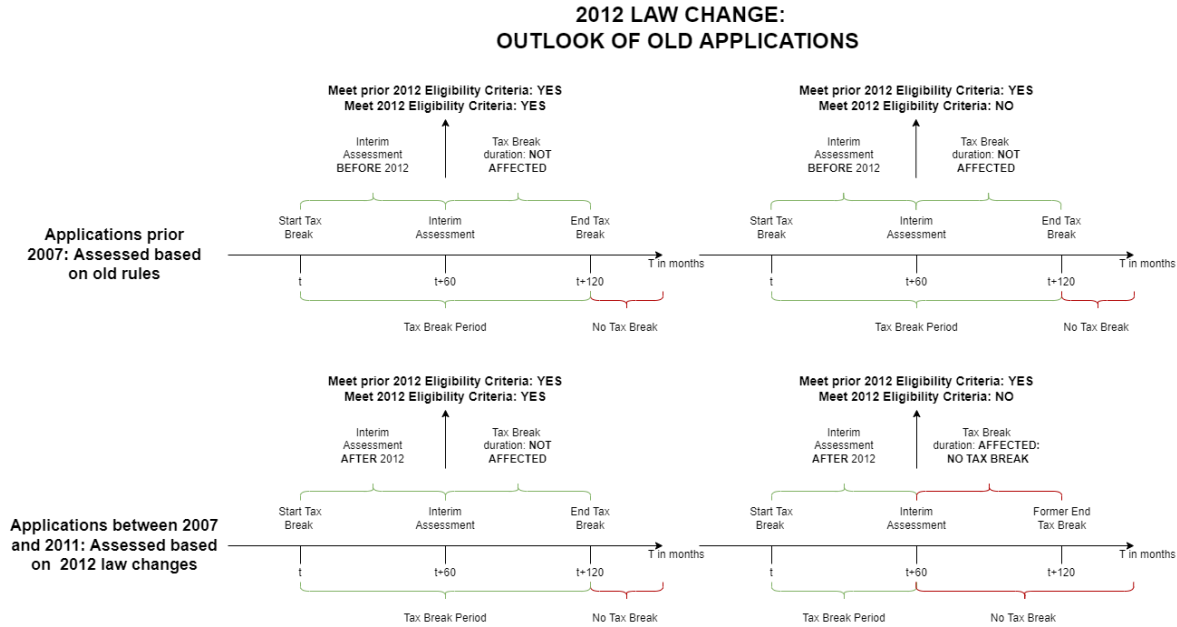 2012 LAW CHANGE:
OUTLOOK OF OLD APPLICATIONS
Applications prior
2007: Assessed based
on old rules
Meet prior 2012 Eligibility Criteria: YES
Meet 2012 Eligibility Criteria: YES
Interim
Assessment
BEFORE 2012
Tax Break
duration: NOT
AFFECTED
Start Tax
Break
Interim
Assessment
End Tax
Break
T in months
t
t+60
t+120
Tax Break Period
No Tax Break
Meet prior 2012 Eligibility Criteria: YES
Meet 2012 Eligibility Criteria: NO
Interim
Assessment
BEFORE 2012
Tax Break
duration: NOT
AFFECTED
Start Tax
Break
Interim
Assessment
End Tax
Break
T in months
t
t+60
t+120
Tax Break Period
No Tax Break
Applications between 2007
and 2011: Assessed based
on 2012 law changes
Meet prior 2012 Eligibility Criteria: YES
Meet 2012 Eligibility Criteria: YES
Interim
Assessment
AFTER 2012
Tax Break
duration: NOT
AFFECTED
Start Tax
Break
Interim
Assessment
End Tax
Break
T in months
t
t+60
t+120
Tax Break Period
No Tax Break
Meet prior 2012 Eligibility Criteria: YES
Meet 2012 Eligibility Criteria: NO
Interim
Assessment
AFTER 2012
Tax Break
duration: AFFECTED:
NO TAX BREAK
Start Tax
Break
Interim
Assessment
Former End
Tax Break
T in months
t
t+60
t+120
Tax Break Period
No Tax Break